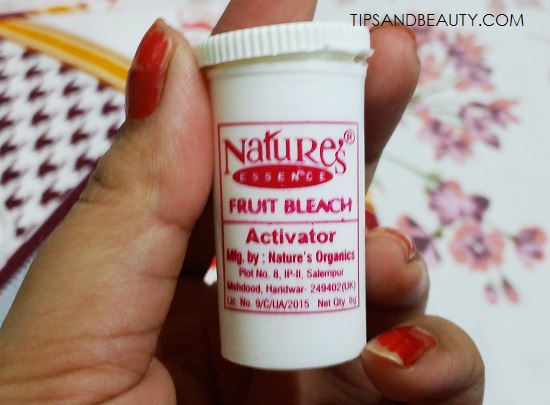 TIPSANDBEAUTY.COM
Nature's®
ESSENCE
FRUIT BLEACH
Activator
Mfg. by : Nature's Organics
Plot No. 8, IP-II, Salempur
Mehdood, Haridwar- 249402(UK)
Lic. No. 9/C/UA/2015 Net Qty. 5g